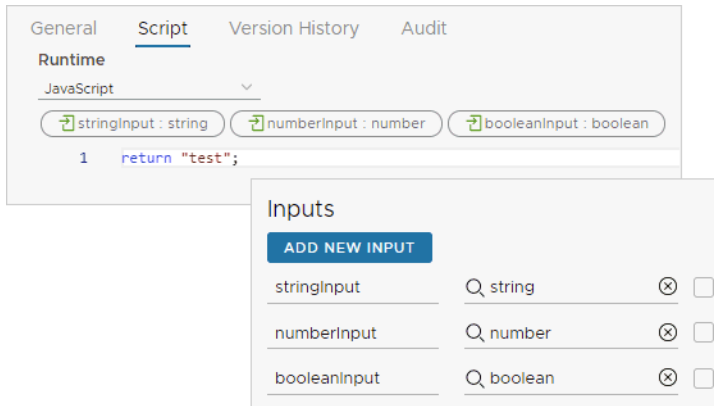 General Script Version History Audit
Runtime
JavaScript
stringInput : string numberInput : number booleanInput : boolean
1 return "test";
Inputs
ADD NEW INPUT
stringInput string
numberInput number
booleanInput boolean